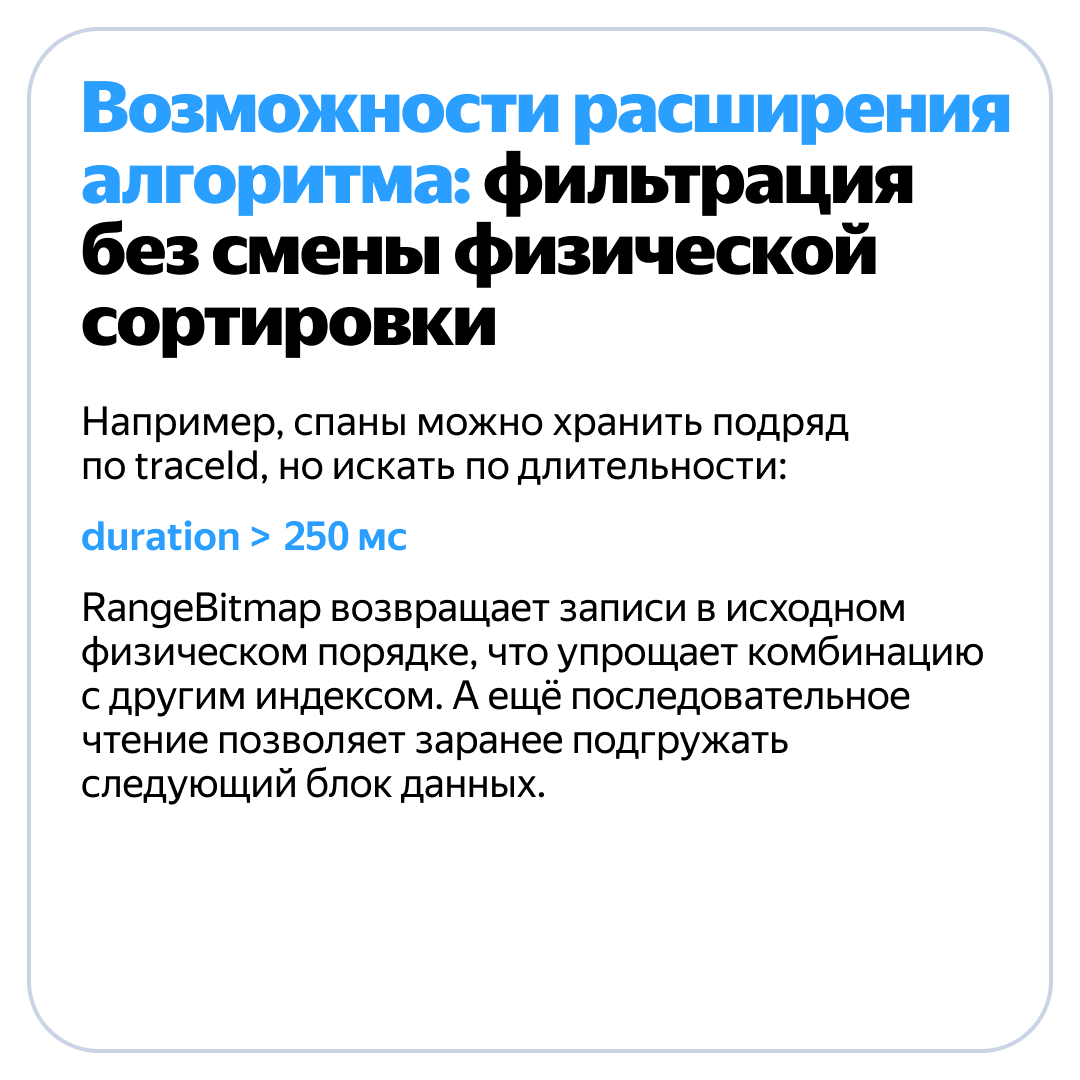 Возможности расширения
алгоритма: фильтрация
без смены физической
сортировки
Например, спаны можно хранить подряд
по traceId, но искать по длительности:
duration > 250 мс
RangeBitmap возвращает записи в исходном
физическом порядке, что упрощает комбинацию
с другим индексом. А ещё последовательное
чтение позволяет заранее подгружать
следующий блок данных.